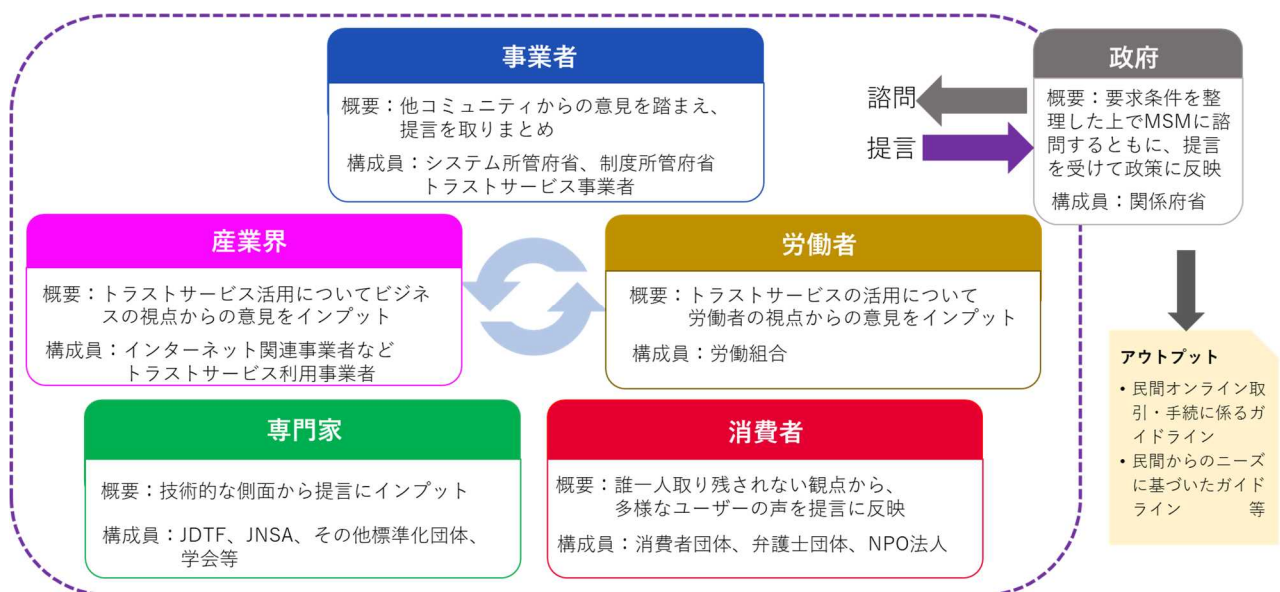 事業者
概要：他コミュニティからの意見を踏まえ、
提言を取りまとめ
構成員：システム所管府省、制度所管府省
トラストサービス事業者
諮問
提言
政府
概要：要求条件を整
理した上でMSMに諮
問するともに、提言
を受けて政策に反映
構成員：関係府省
産業界
概要：トラストサービス活用についてビジネ
スの視点からの意見をインプット
構成員：インターネット関連事業者など
トラストサービス利用事業者
労働者
概要：トラストサービスの活用について
労働者の視点からの意見をインプット
構成員：労働組合
専門家
概要：技術的な側面から提言にインプット
構成員：JDTF、JNSA、その他標準化団体、
学会等
消費者
概要：誰一人取り残されない観点から、
多様なユーザーの声を提言に反映
構成員：消費者団体、弁護士団体、NPO法人
アウトプット
• 民間オンライン取
引・手続に係るガ
イドライン
• 民間からのニーズ
に基づいたガイド
ライン 等